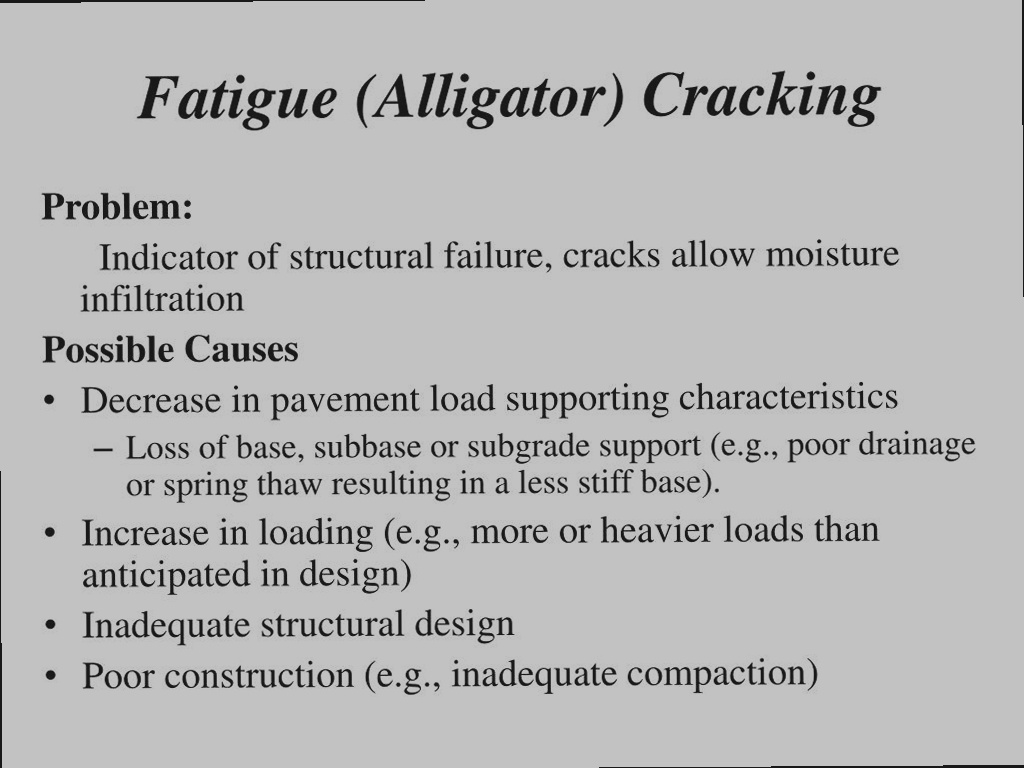 Fatigue (Alligator) Cracking
Problem:
Indicator of structural failure, cracks allow moisture
infiltration
Possible Causes
• Decrease in pavement load supporting characteristics
– Loss of base, subbase or subgrade support (e.g., poor drainage
or spring thaw resulting in a less stiff base).
• Increase in loading (e.g., more or heavier loads than
anticipated in design)
• Inadequate structural design
• Poor construction (e.g., inadequate compaction)